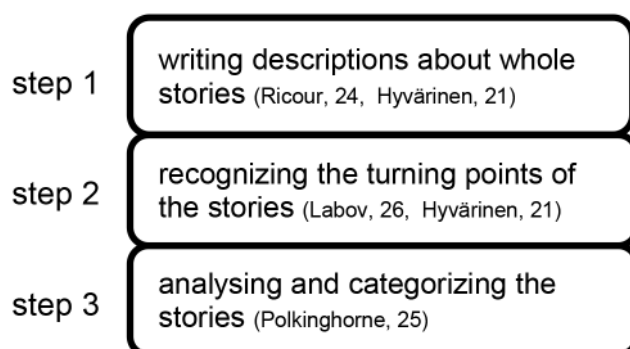 step 1
writing descriptions about whole
stories (Ricour, 24, Hyvärinen, 21)
step 2
recognizing the turning points of
the stories (Labov, 26, Hyvärinen, 21)
step 3
analysing and categorizing the
stories (Polkinghorne, 25)